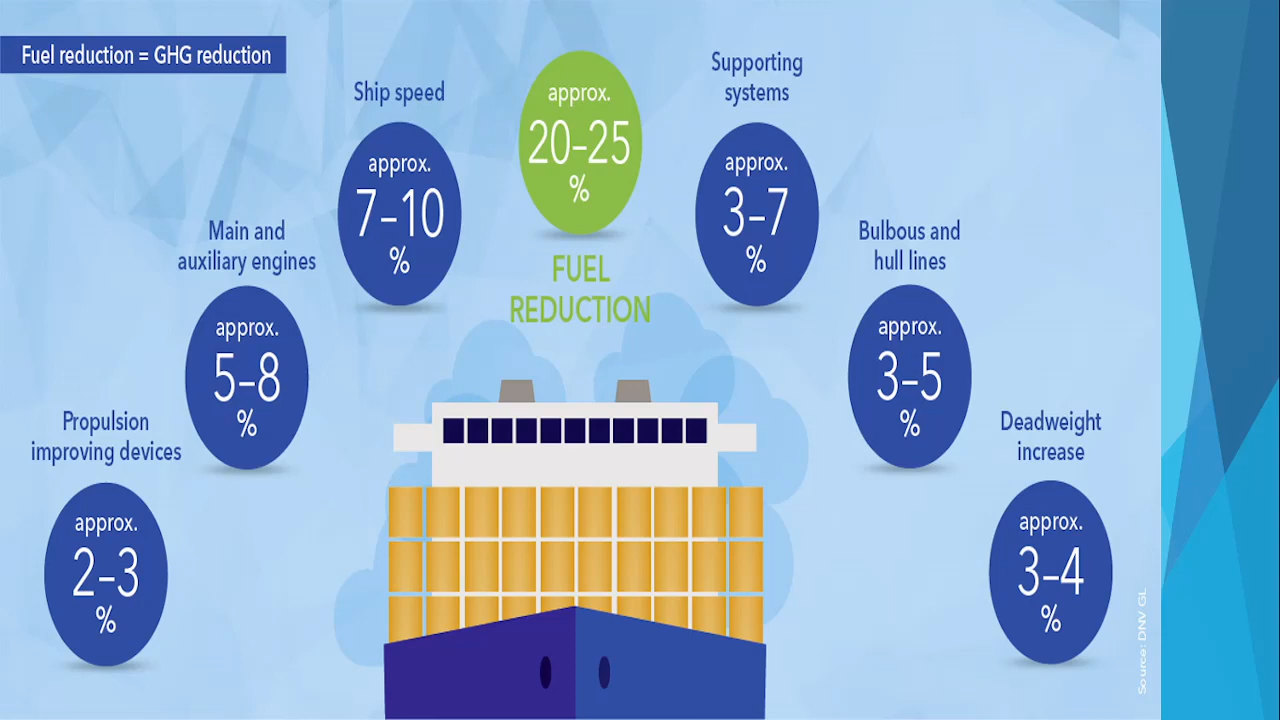 Fuel reduction = GHG reduction
Propulsion
improving devices
approx.
2–3
%
Main and
auxiliary engines
approx.
5–8
%
Ship speed
approx.
7–10
%
approx.
20–25
%
FUEL
REDUCTION
Supporting
systems
approx.
3–7
%
Bulbous and
hull lines
approx.
3–5
%
Deadweight
increase
approx.
3–4
%
Source: DNV GL